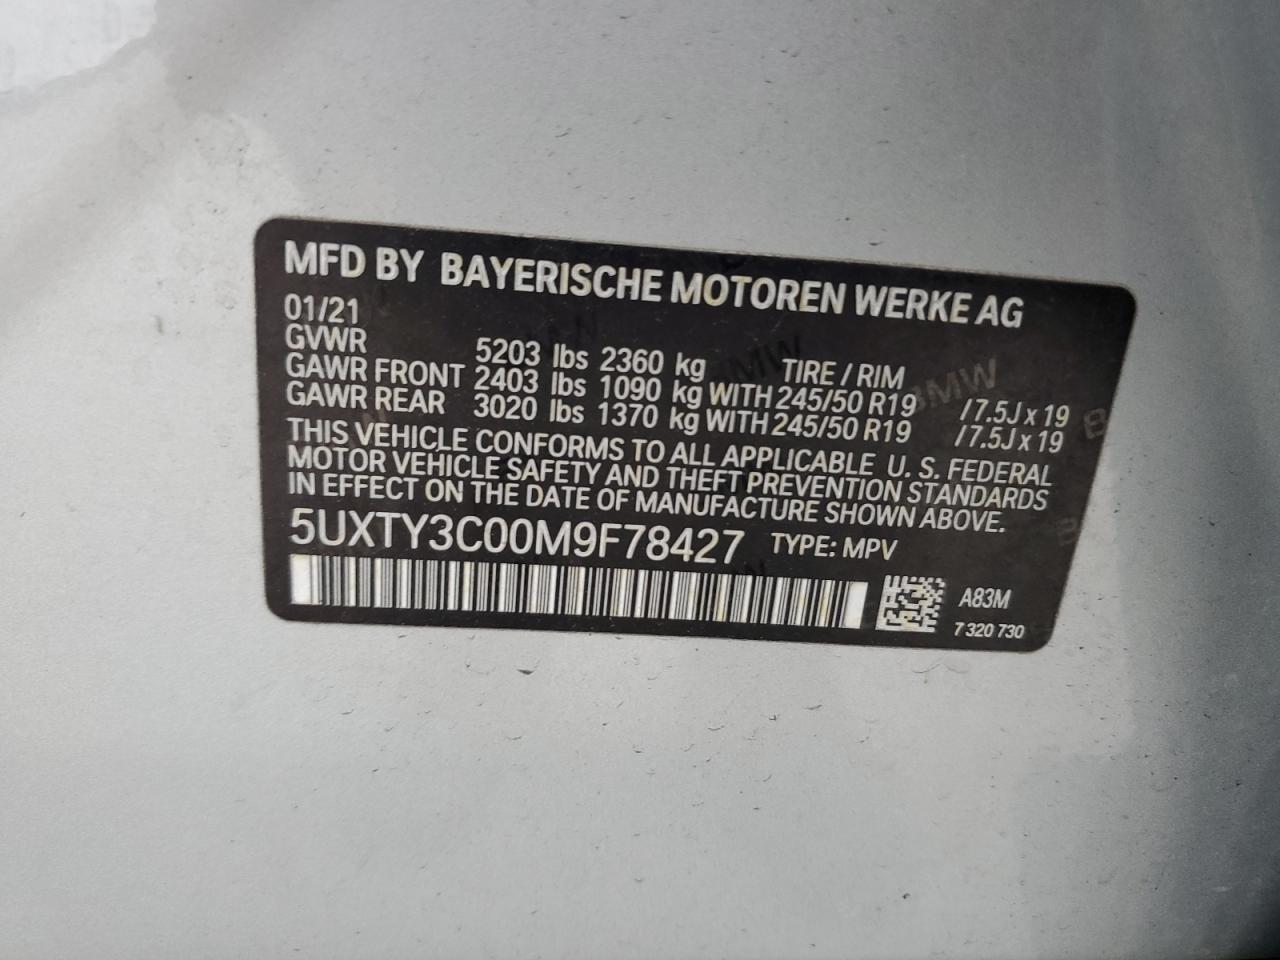 MFD BY BAYERISCHE MOTOREN WERKE AG
01/21
GVWR 5203 lbs 2360 kg TIRE / RIM
GAWR FRONT 2403 lbs 1090 kg WITH 245/50 R19 / 7.5J x 19
GAWR REAR 3020 lbs 1370 kg WITH 245/50 R19 / 7.5J x 19
THIS VEHICLE CONFORMS TO ALL APPLICABLE U. S. FEDERAL
MOTOR VEHICLE SAFETY AND THEFT PREVENTION STANDARDS
IN EFFECT ON THE DATE OF MANUFACTURE SHOWN ABOVE.
5UXTY3C00M9F78427 TYPE: MPV
A83M
7 320 730